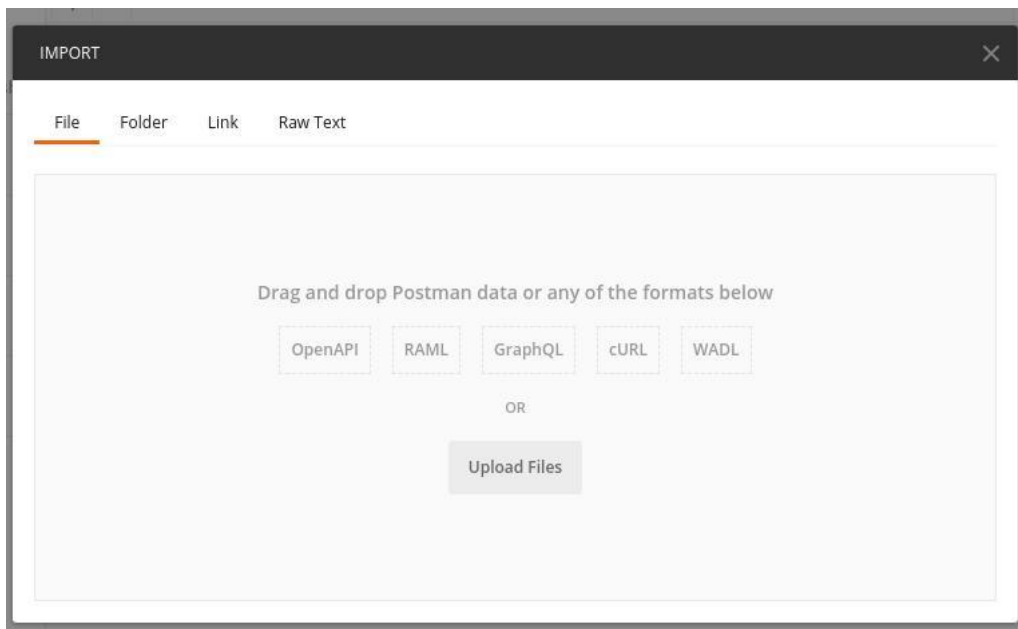 IMPORT
File Folder Link Raw Text
Drag and drop Postman data or any of the formats below
OpenAPI RAML GraphQL cURL WADL
OR
Upload Files